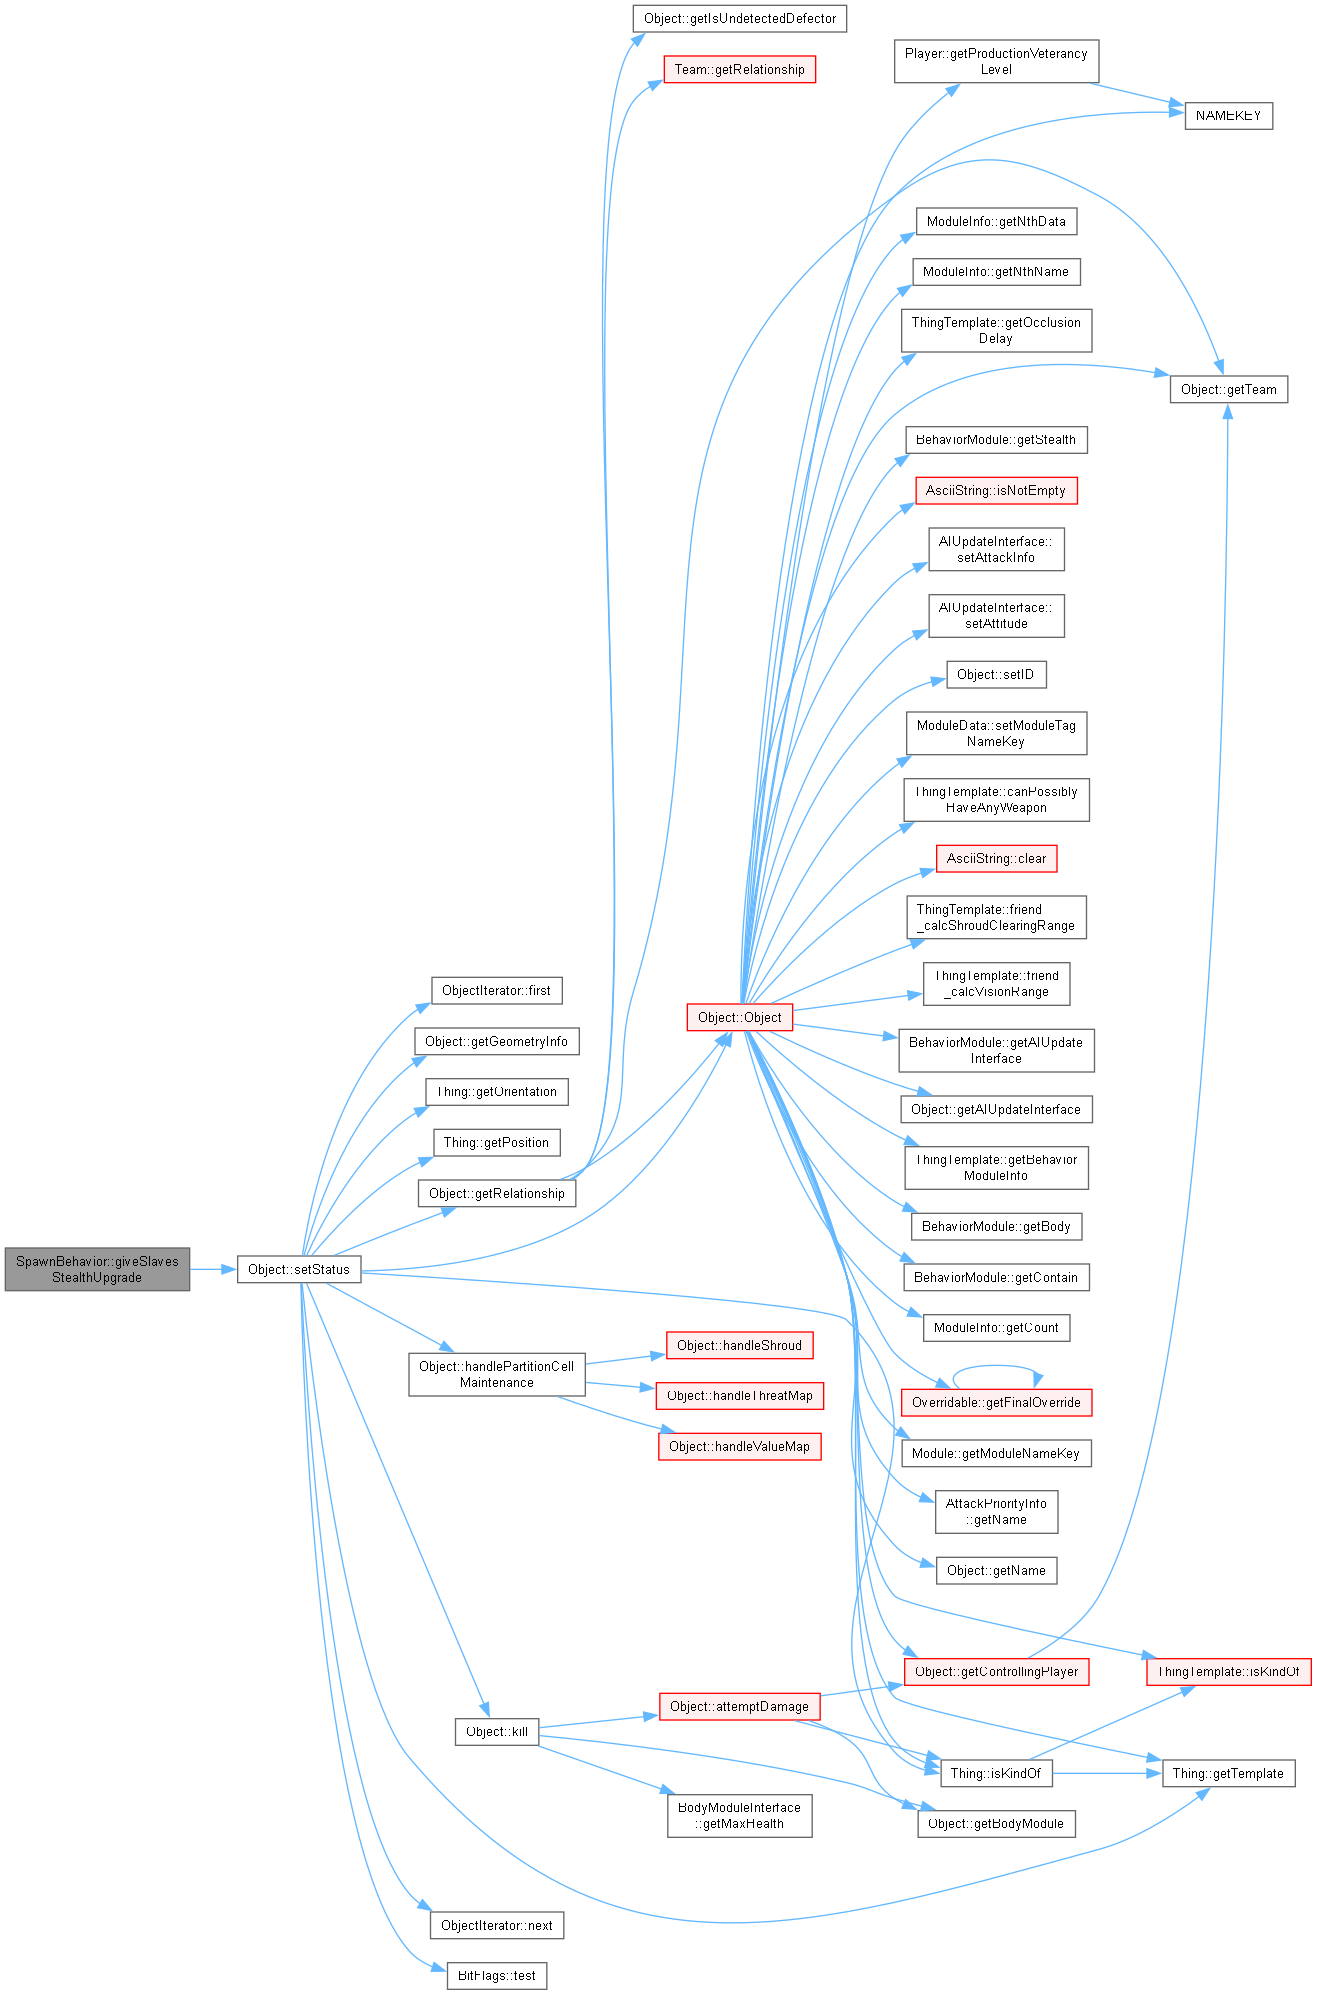 Object::getIsUndetectedDefector
Team::getRelationship
Player::getProductionVeterancy
Level
NAMEKEY
ModuleInfo::getNthData
ModuleInfo::getNthName
ThingTemplate::getOcclusion
Delay
Object::getTeam
BehaviorModule::getStealth
AsciiString::isNotEmpty
AIUpdateInterface::
setAttackInfo
AIUpdateInterface::
setAttitude
Object::setID
ModuleData::setModuleTag
NameKey
ThingTemplate::canPossibly
HaveAnyWeapon
AsciiString::clear
ThingTemplate::friend
_calcShroudClearingRange
ThingTemplate::friend
_calcVisionRange
ObjectIterator::first
Object::Object
Object::getGeometryInfo
BehaviorModule::getAIUpdate
Interface
Thing::getOrientation
Object::getAIUpdateInterface
Thing::getPosition
ThingTemplate::getBehavior
ModuleInfo
Object::getRelationship
BehaviorModule::getBody
SpawnBehavior::giveSlaves
StealthUpgrade
Object::setStatus
BehaviorModule::getContain
ModuleInfo::getCount
Object::handleShroud
Object::handlePartitionCell
Maintenance
Object::handleThreatMap
Overridable::getFinalOverride
Object::handleValueMap
Module::getModuleNameKey
AttackPriorityInfo
::getName
Object::getName
Object::getControllingPlayer
ThingTemplate::isKindOf
Object::attemptDamage
Object::kill
Thing::isKindOf
Thing::getTemplate
BodyModuleInterface
::getMaxHealth
Object::getBodyModule
ObjectIterator::next
BitFlags::test